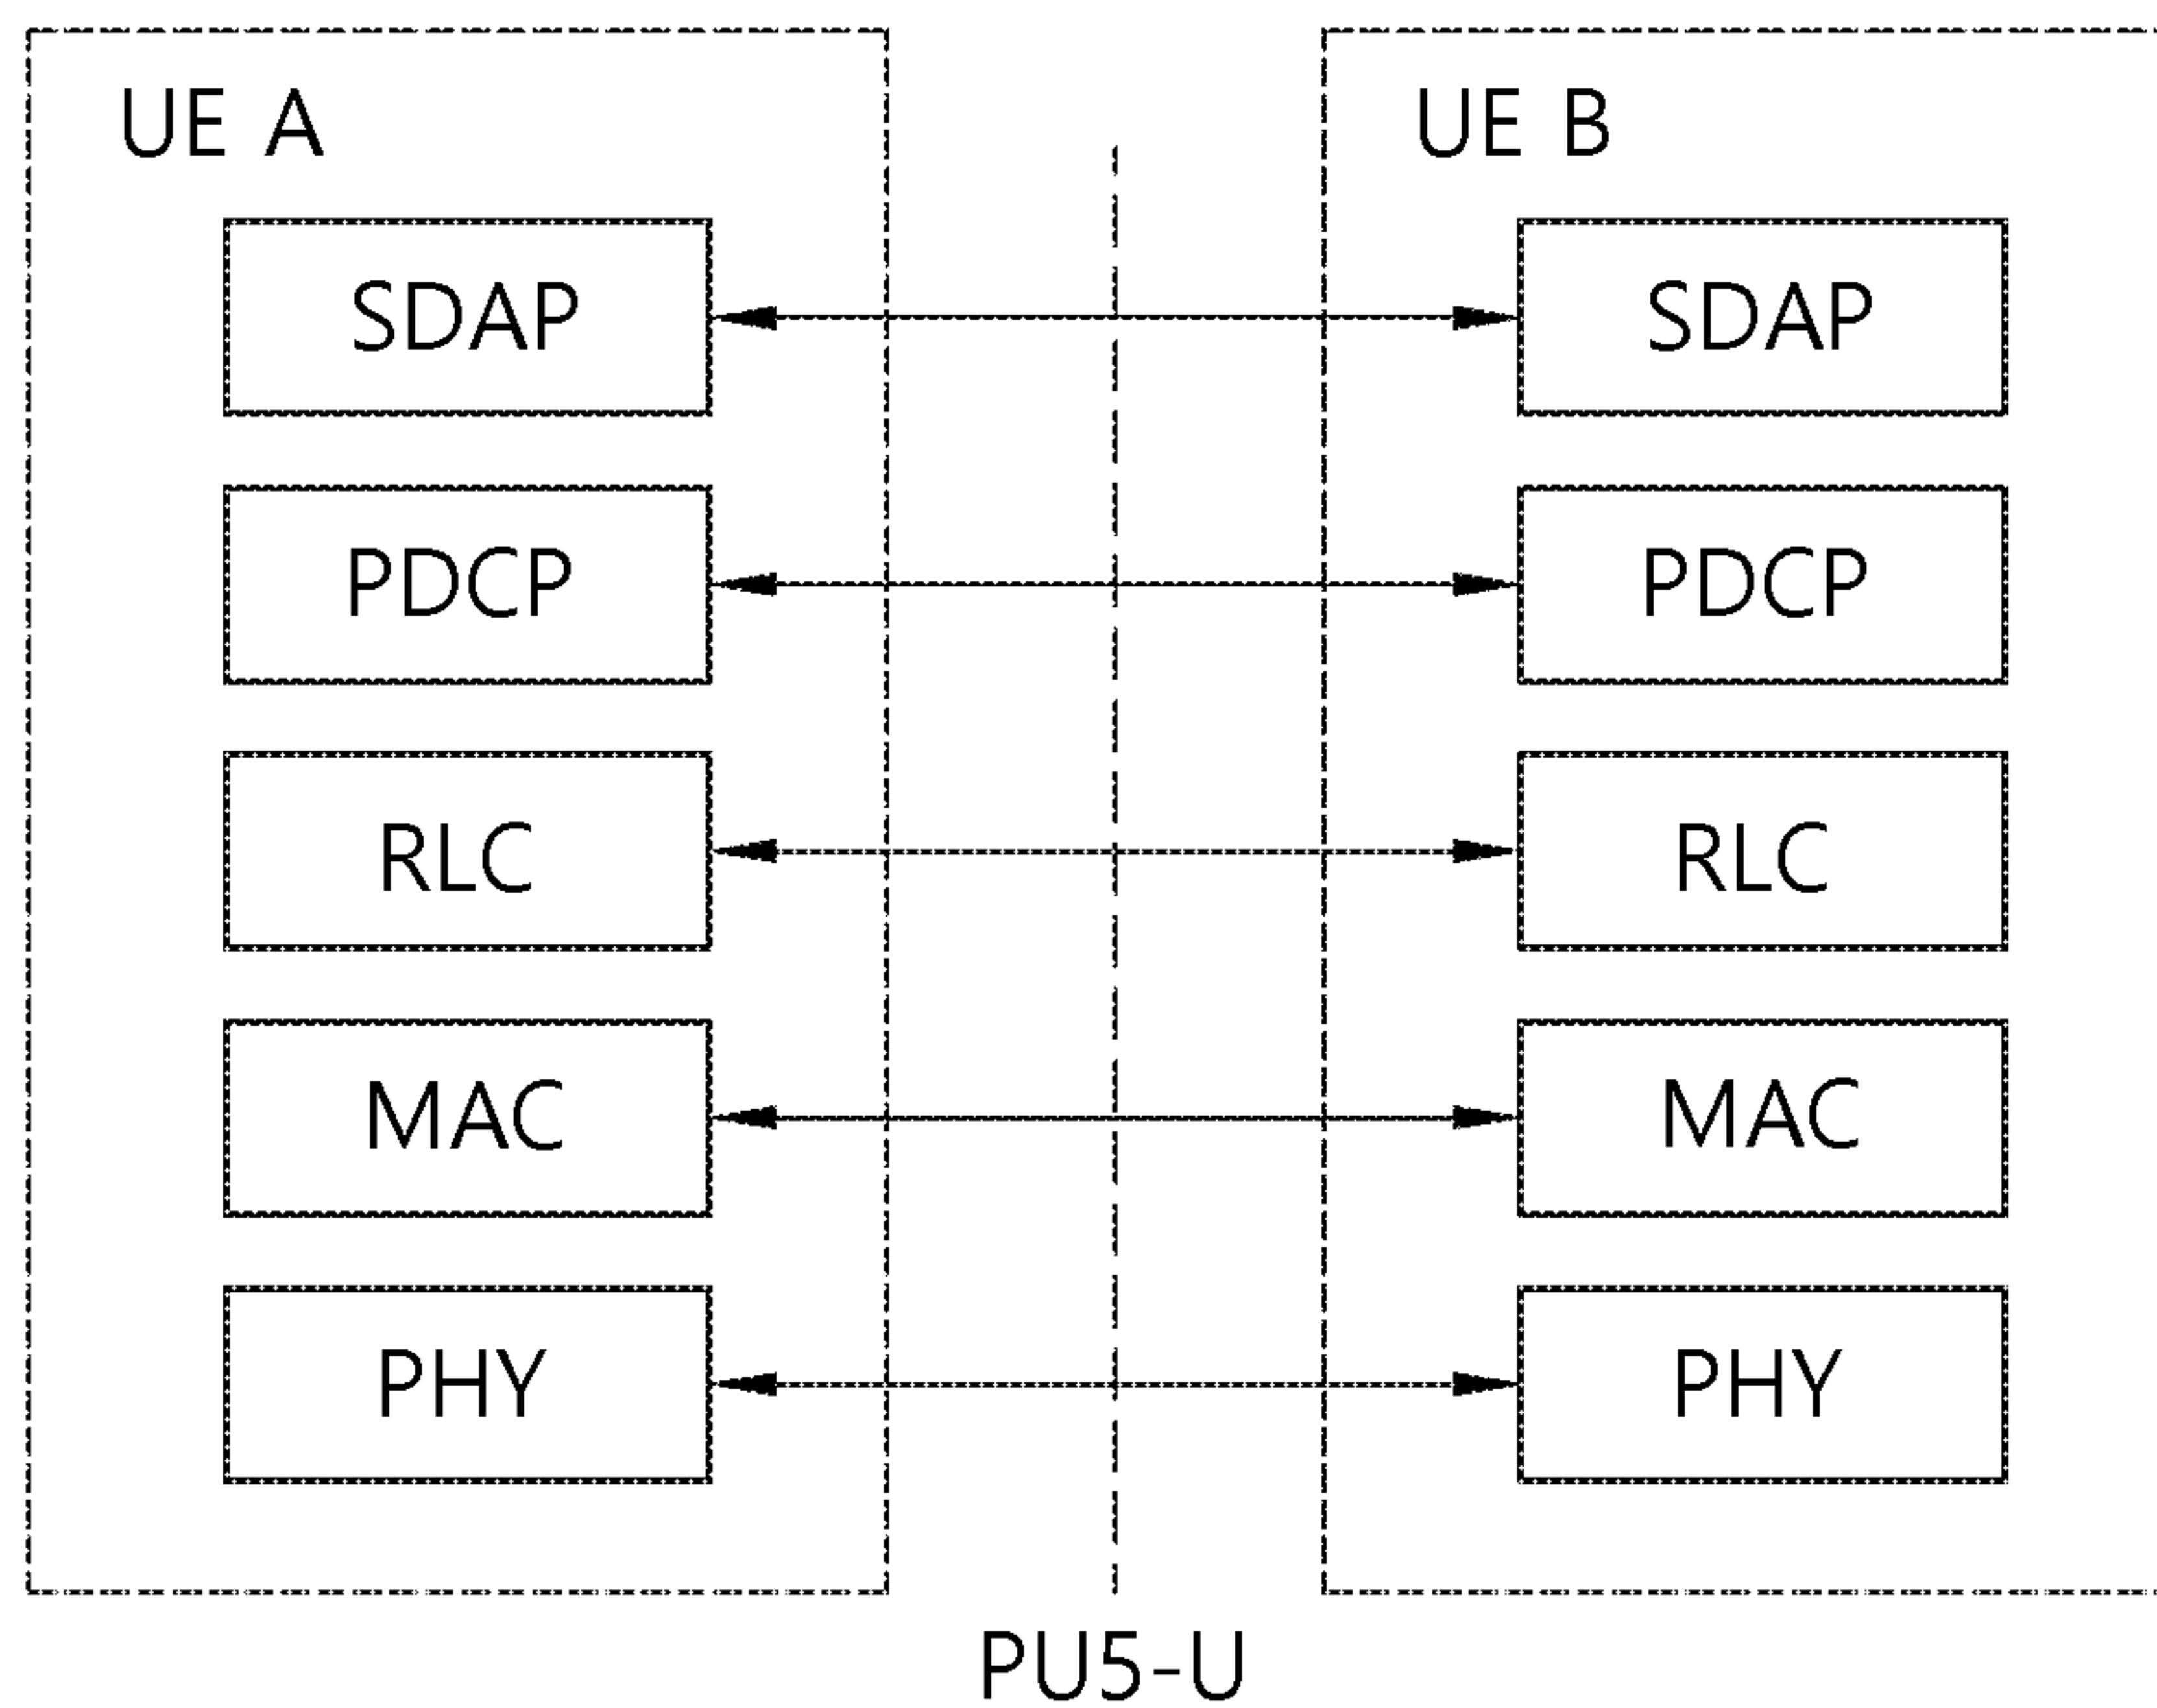 UE A
UE B
SDAP
SDAP
PDCP
PDCP
RLC
RLC
MAC
MAC
PHY
PHY
PU5-U